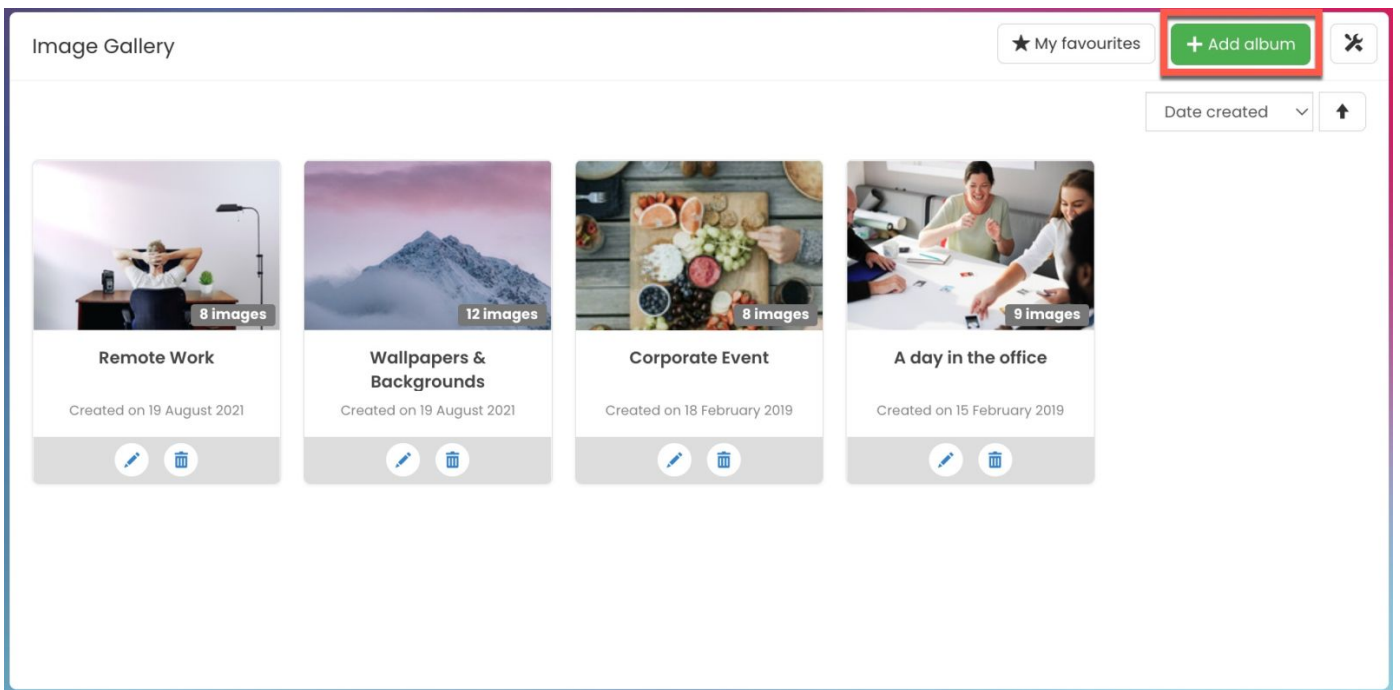 Image Gallery
My favourites
Add album
Date created
8 images
12 images
8 images
9 images
Remote Work
Wallpapers &
Backgrounds
Corporate Event
A day in the office
Created on 19 August 2021
Created on 19 August 2021
Created on 18 February 2019
Created on 15 February 2019